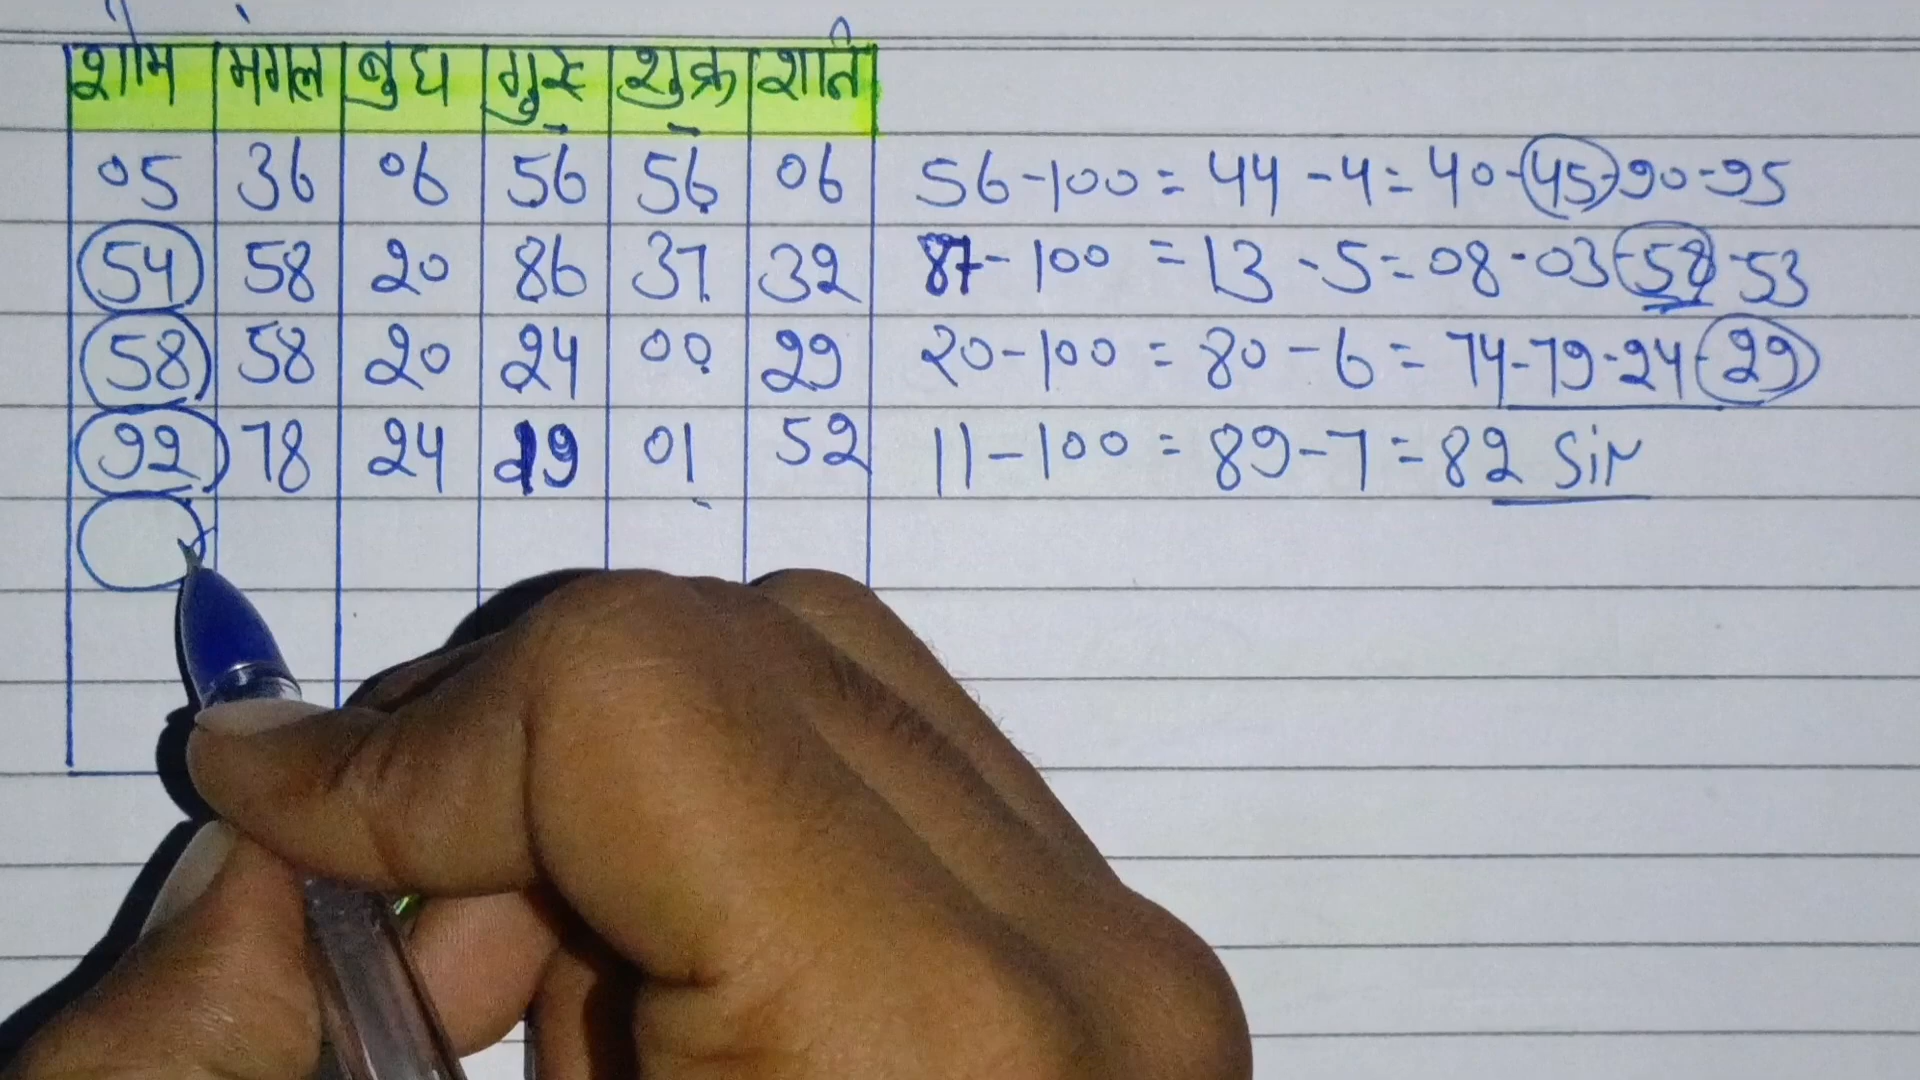 शोम मंगल बुध गुरु शुक्र शनि
05 36 06 56 56 06 56-100 = 44 -4 = 40-45-90-95
54 58 20 86 37 32 87-100 = 13 -5 = 08-03-58-53
58 58 20 24 00 29 20-100 = 80 - 6 = 74-79-24-29
92 78 24 19 01 52 11-100 = 89-7 = 82 Sir